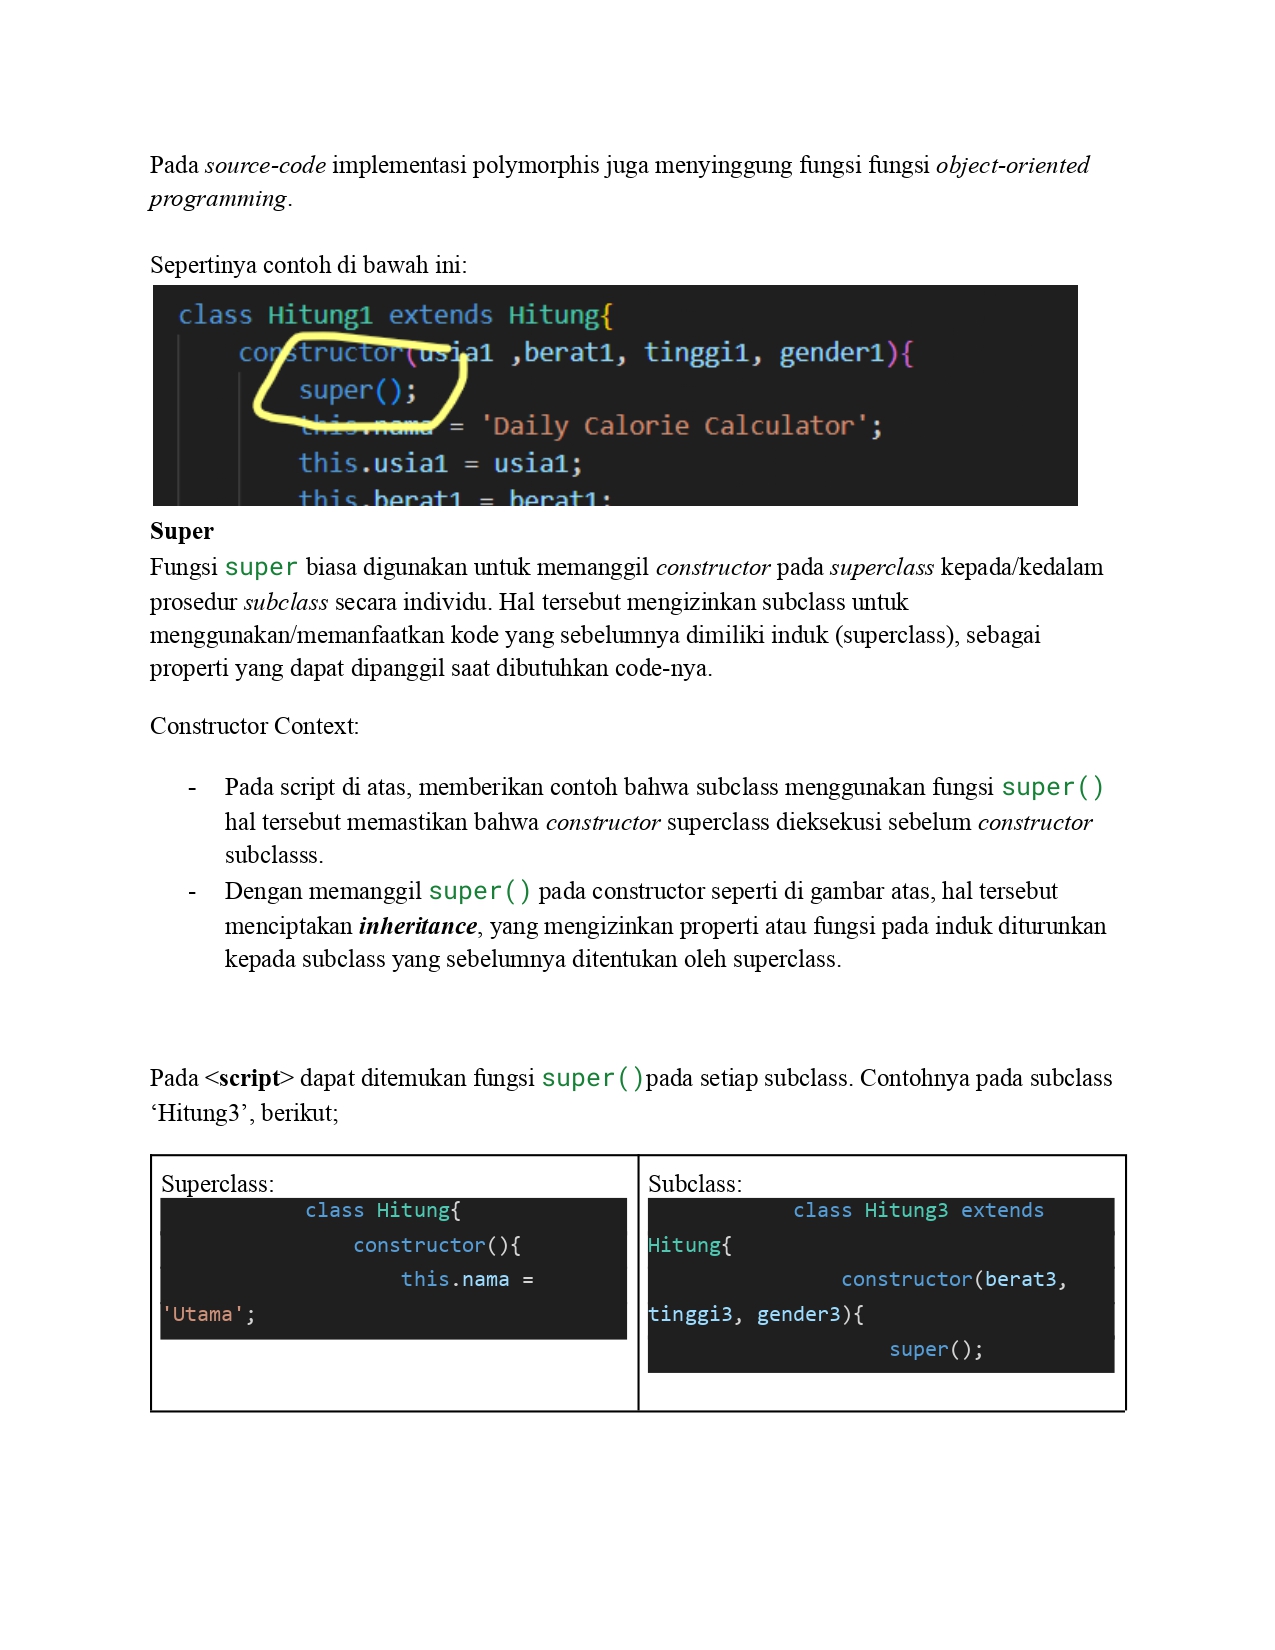 Pada source-code implementasi polymorphis juga menyinggung fungsi fungsi object-oriented
programming.
Sepertinya contoh di bawah ini:
class Hitung1 extends Hitung{
constructor(usia1 ,berat1, tinggi1, gender1){
super();
this.nama = 'Daily Calorie Calculator';
this.usia1 = usia1;
this.berat1 = berat1;
Super
Fungsi super biasa digunakan untuk memanggil constructor pada superclass kepada/kedalam
prosedur subclass secara individu. Hal tersebut mengizinkan subclass untuk
menggunakan/memanfaatkan kode yang sebelumnya dimiliki induk (superclass), sebagai
properti yang dapat dipanggil saat dibutuhkan code-nya.
Constructor Context:
- Pada script di atas, memberikan contoh bahwa subclass menggunakan fungsi super()
hal tersebut memastikan bahwa constructor superclass dieksekusi sebelum constructor
subclasss.
- Dengan memanggil super() pada constructor seperti di gambar atas, hal tersebut
menciptakan inheritance, yang mengizinkan properti atau fungsi pada induk diturunkan
kepada subclass yang sebelumnya ditentukan oleh superclass.
Pada <script> dapat ditemukan fungsi super()pada setiap subclass. Contohnya pada subclass
‘Hitung3’, berikut;
Superclass:
class Hitung{
constructor(){
this.nama =
'Utama';
Subclass:
class Hitung3 extends
Hitung{
constructor(berat3,
tinggi3, gender3){
super();